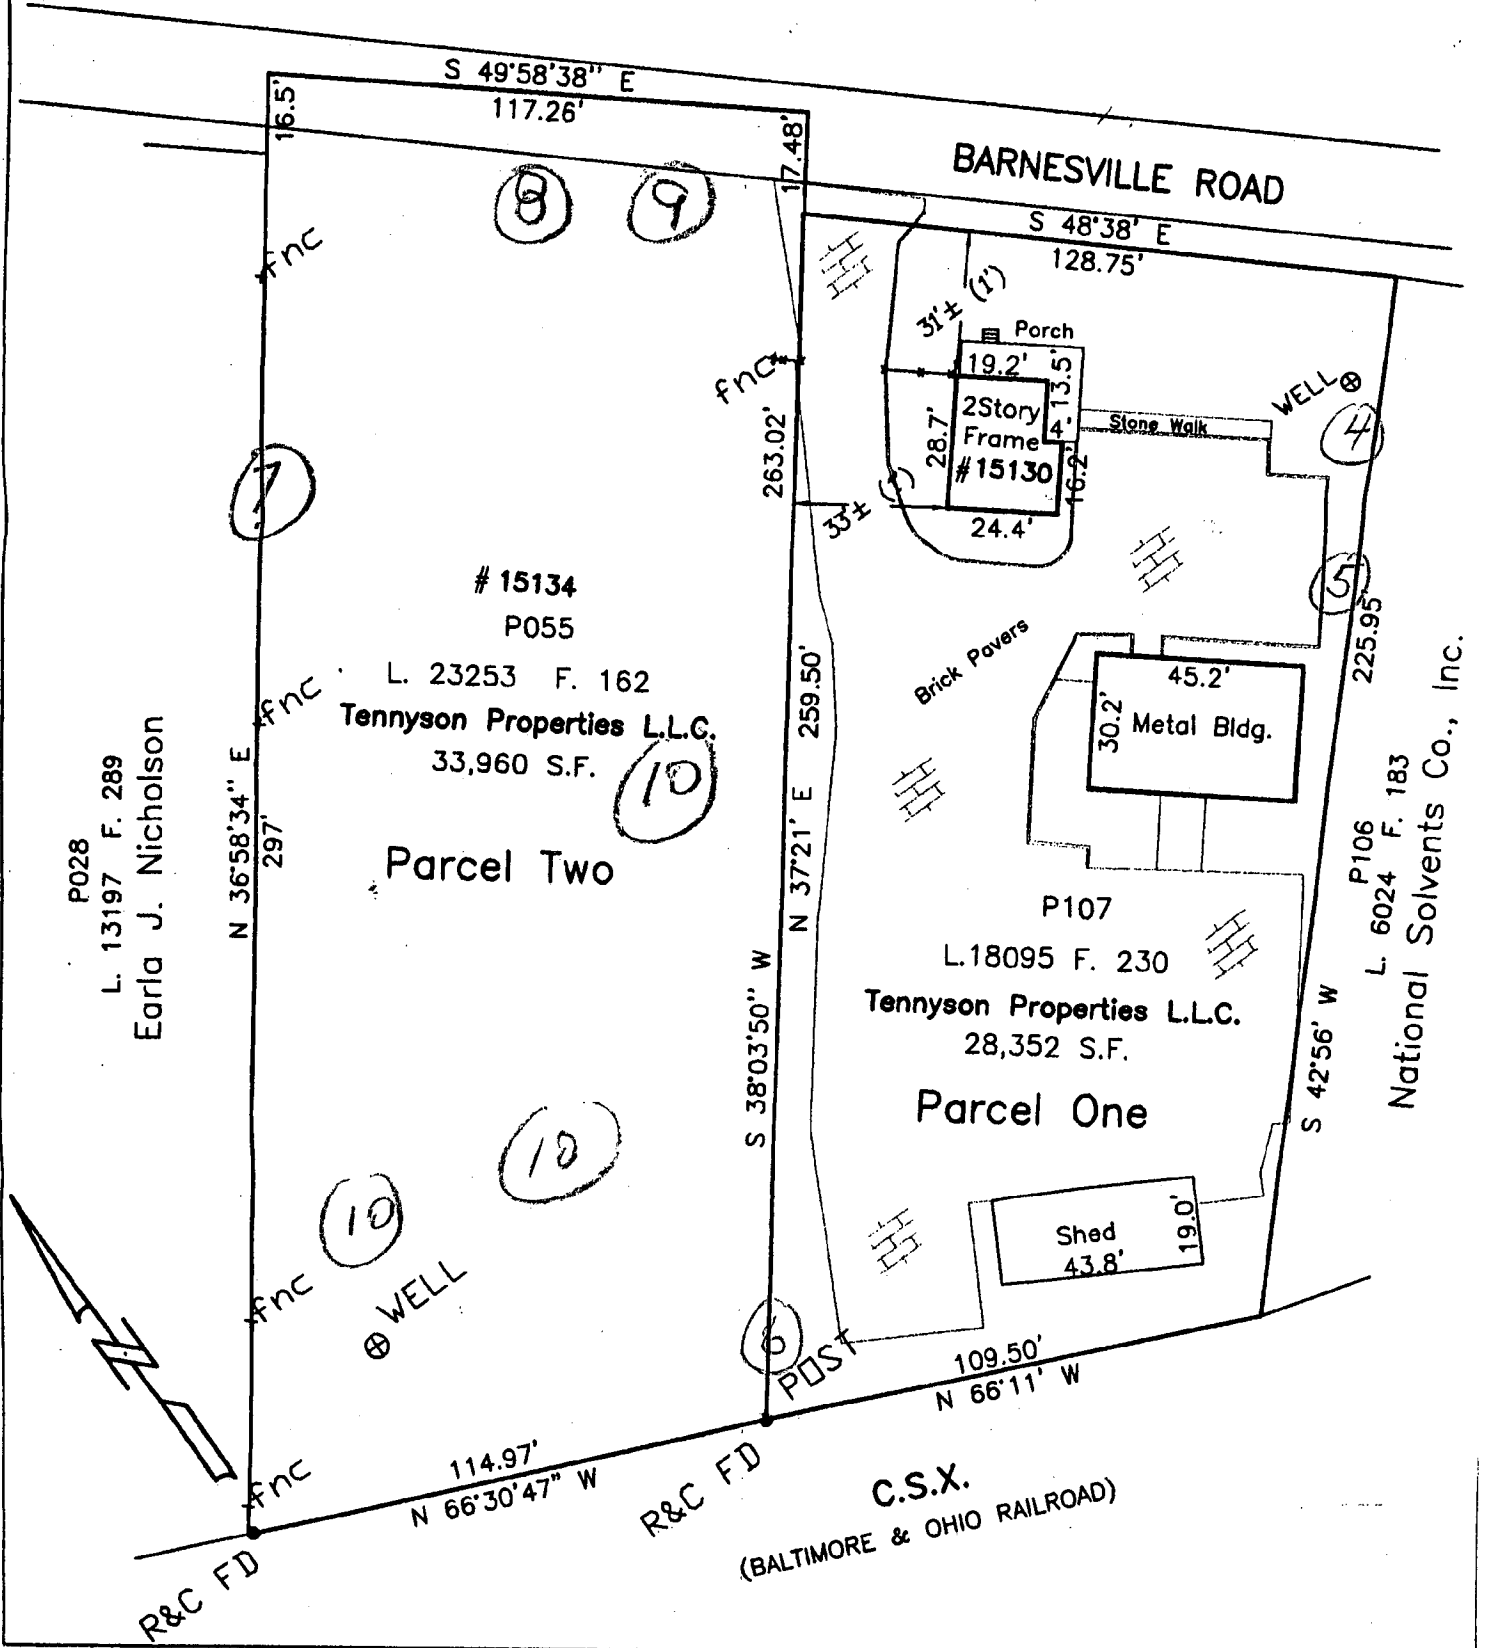 S 49°58'38" E
117.26'
16.5'
17.48'
BARNESVILLE ROAD
S 48°38' E
128.75'
8
9
fnc
31'± (1')
Porch
19.2'
13.5'
fnc
2Story
Frame
#15130
4'
28.7'
16.2'
24.4'
Stone Walk
WELL
4
263.02'
7
33'±
5
225.95'
# 15134
P055
L. 23253 F. 162
Tennyson Properties L.L.C.
33,960 S.F.
10
Parcel Two
fnc
259.50'
Brick Pavers
45.2'
30.2'
Metal Bldg.
P028
L. 13197 F. 289
Earla J. Nicholson
N 36°58'34" E
297'
N 37°21' E
S 38°03'50" W
P107
L.18095 F. 230
Tennyson Properties L.L.C.
28,352 S.F.
Parcel One
P106
L. 6024 F. 183
National Solvents Co., Inc.
S 42°56' W
10
10
fnc
WELL
6
POST
Shed
43.8'
19.0'
109.50'
N 66°11' W
fnc
114.97'
N 66°30'47" W
R&C FD
R&C FD
C.S.X.
(BALTIMORE & OHIO RAILROAD)